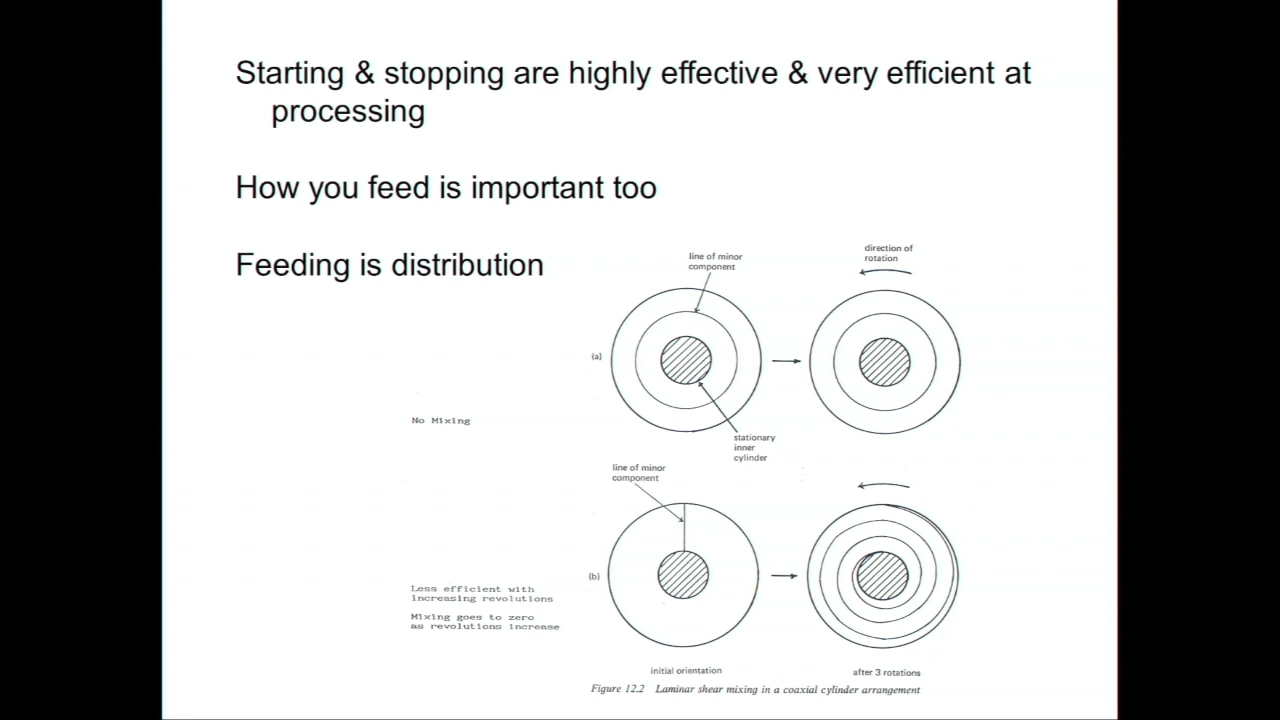 Starting & stopping are highly effective & very efficient at
processing
How you feed is important too
Feeding is distribution
line of minor
component
direction of
rotation
(a)
No Mixing
stationary
inner
cylinder
line of minor
component
(b)
Less efficient with
increasing revolutions
Mixing goes to zero
as revolutions increase
initial orientation
after 3 rotations
Figure 12.2 Laminar shear mixing in a coaxial cylinder arrangement